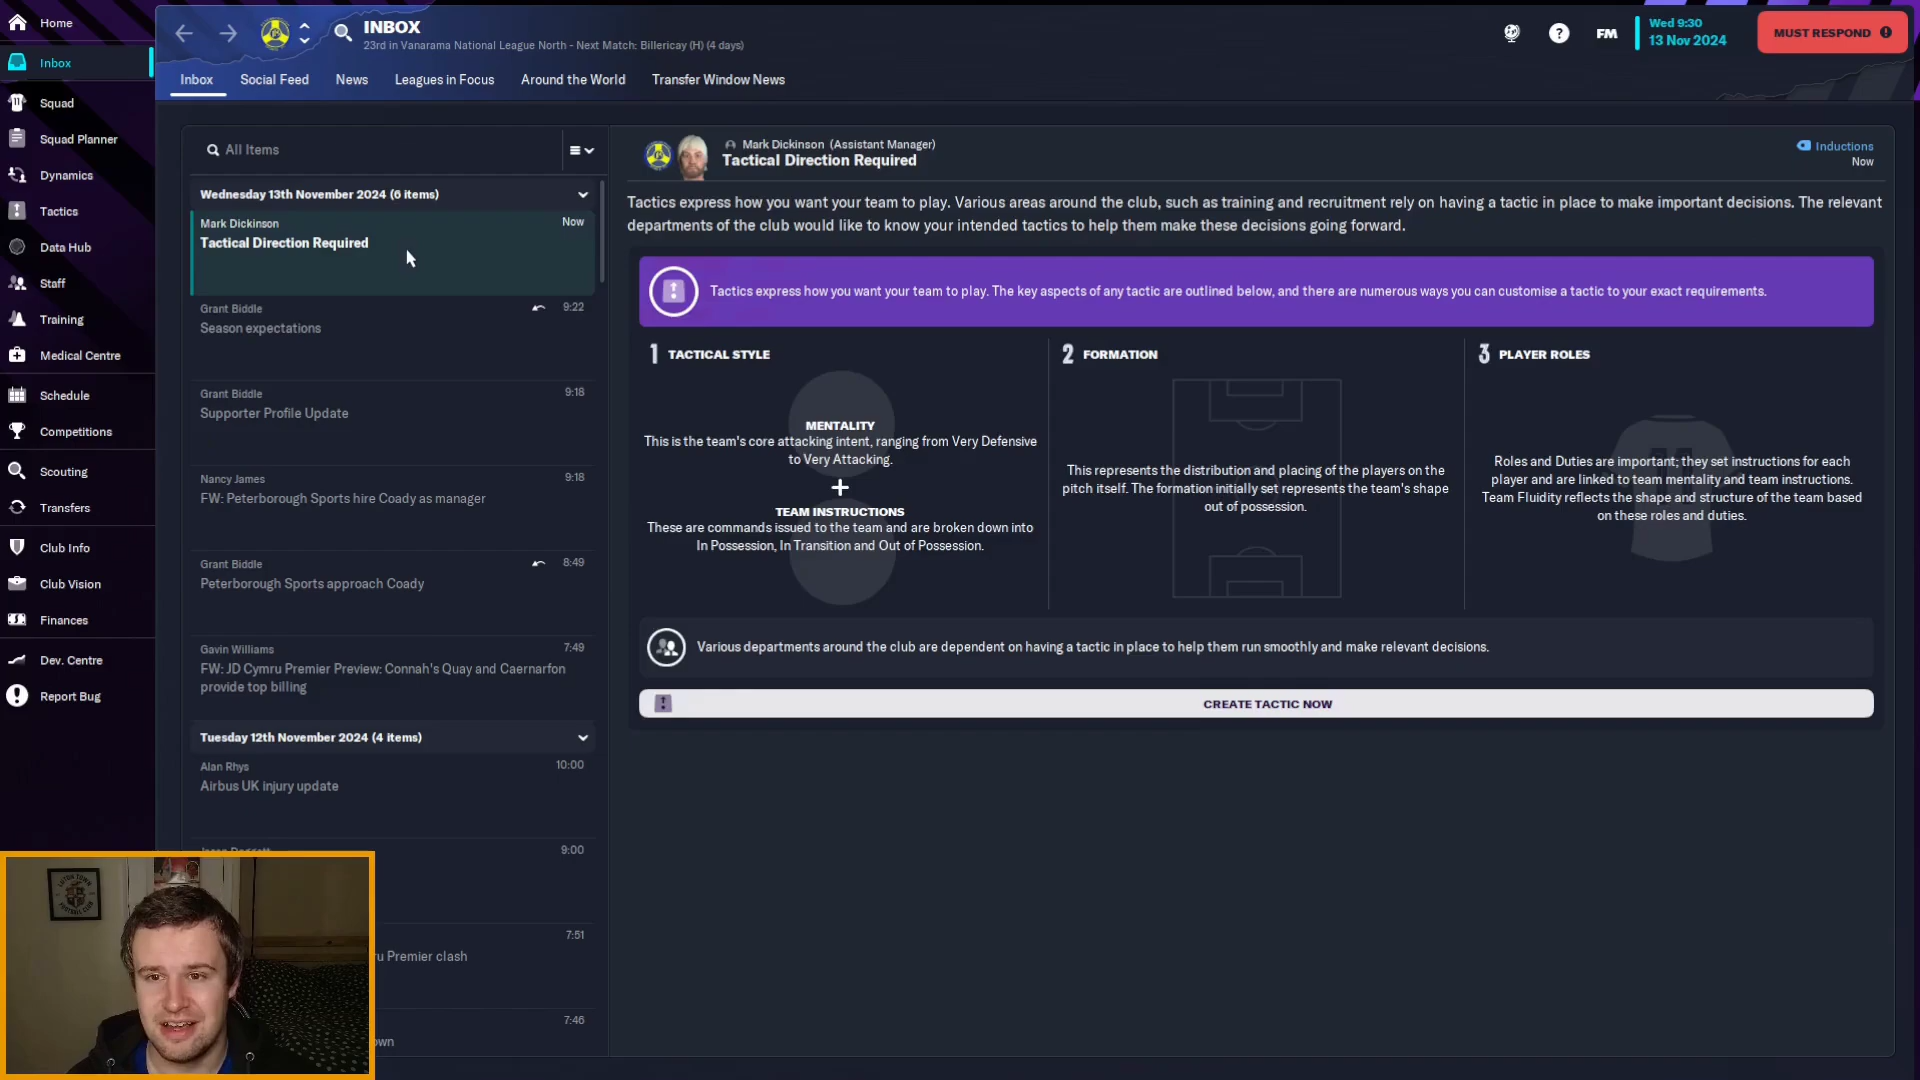 Home
Inbox
Squad
Squad Planner
Dynamics
Tactics
Data Hub
Staff
Training
Medical Centre
Schedule
Competitions
Scouting
Transfers
Club Info
Club Vision
Finances
Dev. Centre
Report Bug
INBOX
23rd in Vanarama National League North - Next Match: Billericay (H) (4 days)
FM
Wed 9:30
13 Nov 2024
MUST RESPOND
Inbox
Social Feed
News
Leagues in Focus
Around the World
Transfer Window News
All Items
Wednesday 13th November 2024 (6 items)
Mark Dickinson
Now
Tactical Direction Required
Grant Biddle
9:22
Season expectations
Grant Biddle
9:18
Supporter Profile Update
Nancy James
9:18
FW: Peterborough Sports hire Coady as manager
Grant Biddle
8:49
Peterborough Sports approach Coady
Gavin Williams
7:49
FW: JD Cymru Premier Preview: Connah's Quay and Caernarfon
provide top billing
Tuesday 12th November 2024 (4 items)
Alan Rhys
10:00
Airbus UK injury update
9:00
7:51
Premier clash
7:46
Mark Dickinson (Assistant Manager)
Tactical Direction Required
Inductions
Now
Tactics express how you want your team to play. Various areas around the club, such as training and recruitment rely on having a tactic in place to make important decisions. The relevant
departments of the club would like to know your intended tactics to help them make these decisions going forward.
Tactics express how you want your team to play. The key aspects of any tactic are outlined below, and there are numerous ways you can customise a tactic to your exact requirements.
1 TACTICAL STYLE
MENTALITY
This is the team's core attacking intent, ranging from Very Defensive
to Very Attacking.
+
TEAM INSTRUCTIONS
These are commands issued to the team and are broken down into
In Possession, In Transition and Out of Possession.
2 FORMATION
This represents the distribution and placing of the players on the
pitch itself. The formation initially set represents the team's shape
out of possession.
3 PLAYER ROLES
Roles and Duties are important; they set instructions for each
player and are linked to team mentality and team instructions.
Team Fluidity reflects the shape and structure of the team based
on these roles and duties.
Various departments around the club are dependent on having a tactic in place to help them run smoothly and make relevant decisions.
CREATE TACTIC NOW
LUTON TOWN